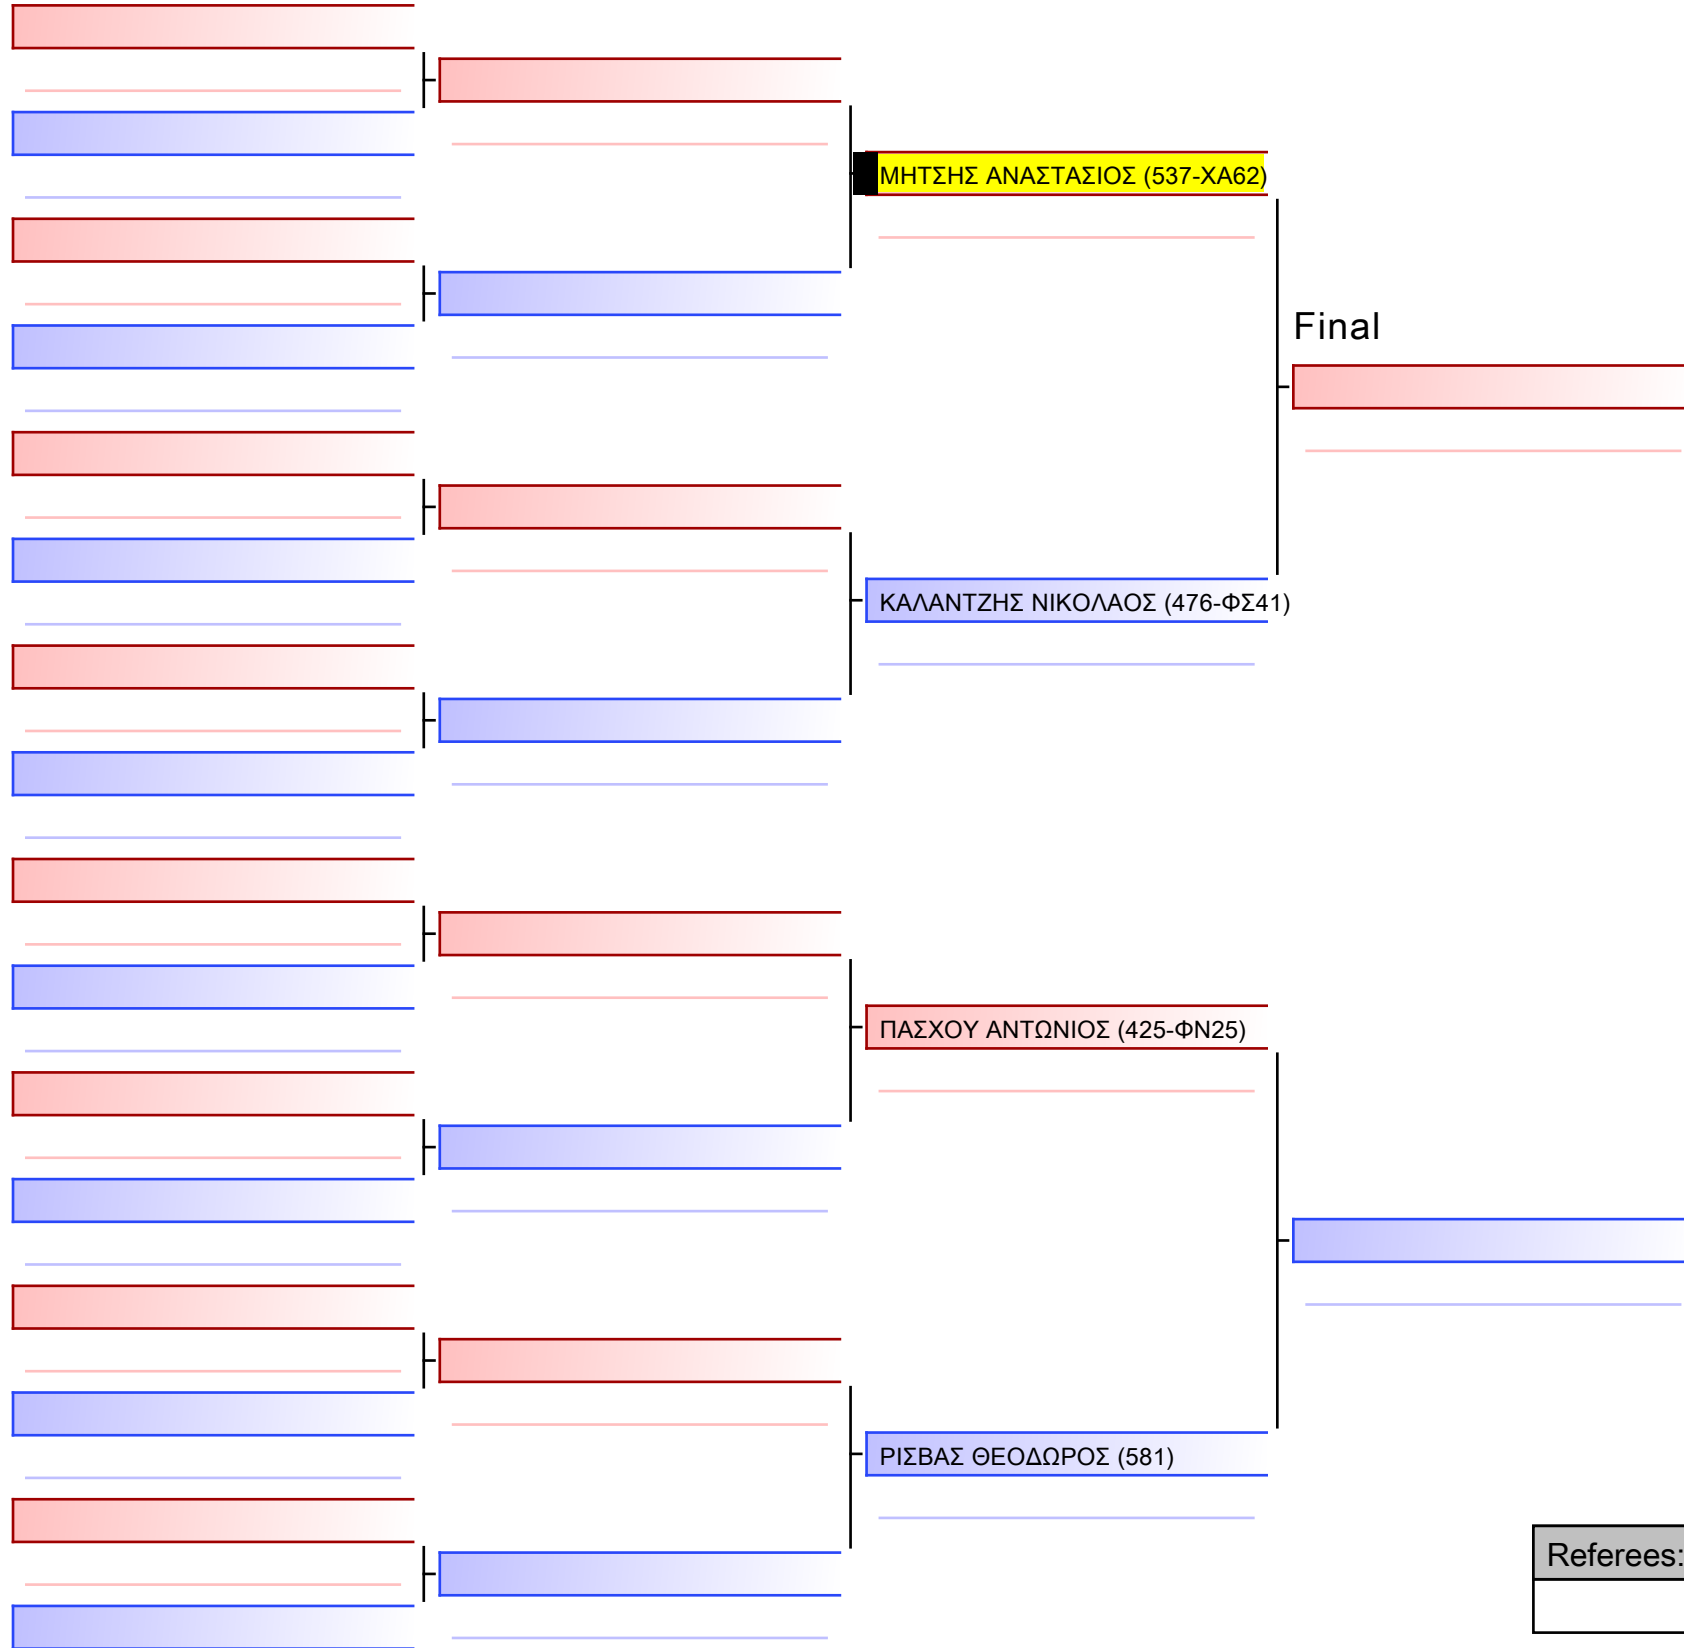 ΜΗΤΣΗΣ ΑΝΑΣΤΑΣΙΟΣ (537-ΧΑ62)
Final
ΚΑΛΑΝΤΖΗΣ ΝΙΚΟΛΑΟΣ (476-ΦΣ41)
ΠΑΣΧΟΥ ΑΝΤΩΝΙΟΣ (425-ΦΝ25)
ΡΙΣΒΑΣ ΘΕΟΔΩΡΟΣ (581)
Referees: